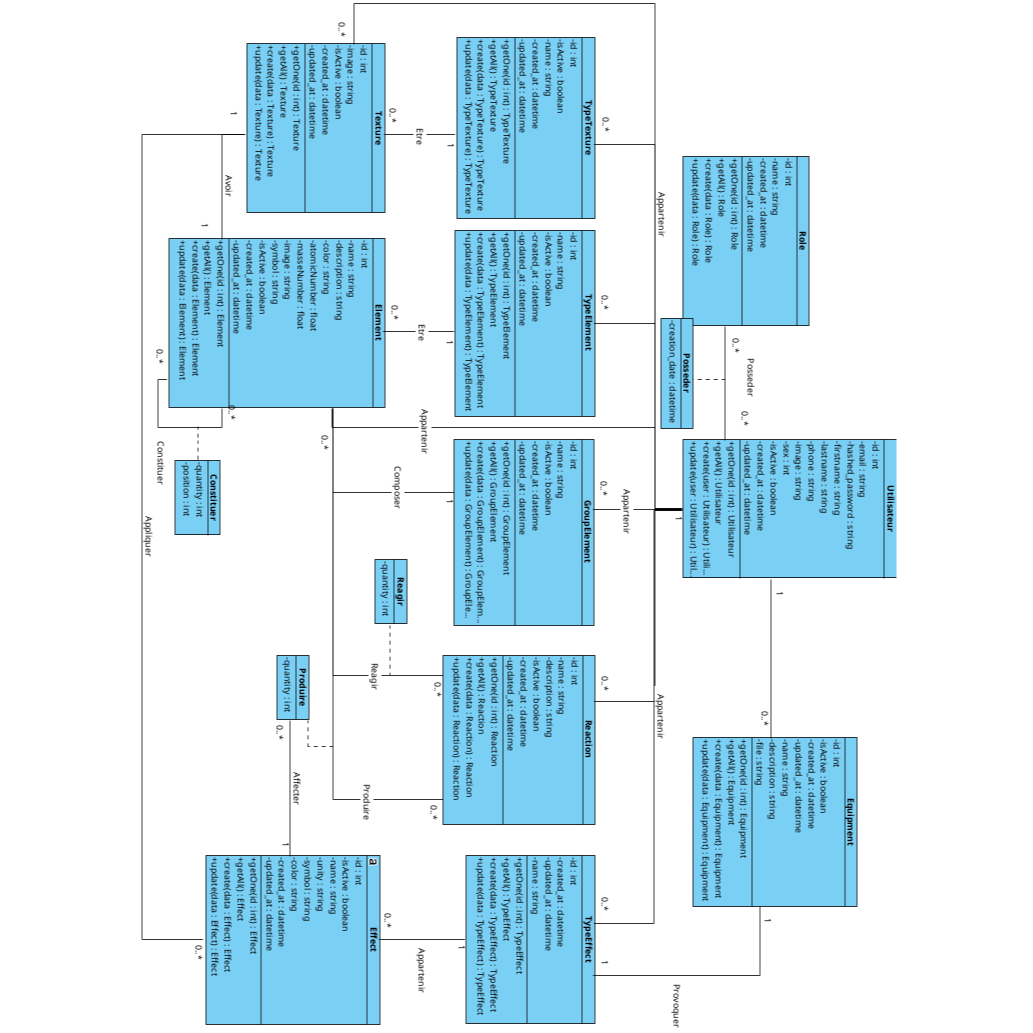 Role
-id : int
-name : string
-created_at : datetime
-updated_at : datetime
+getOne(id : int) : Role
+getAll() : Role
+create(data : Role) : Role
+update(data : Role) : Role
0..*
Posseder
0..*
Posseder
-creation_date : datetime
Utilisateur
-id : int
-email : string
-hashed_password : string
-firstname : string
-lastname : string
-phone : string
-image : string
-sex : int
-isActive : boolean
-created_at : datetime
-updated_at : datetime
+getOne(id : int) : Utilisateur
+getAll() : Utilisateur
+create(user : Utilisateur) : Utili...
+update(user : Utilisateur) : Util...
1
1
0..*
Equipment
-id : int
-isActive : boolean
-created_at : datetime
-updated_at : datetime
-name : string
-description : string
-file : string
+getOne(id : int) : Equipment
+getAll() : Equipment
+create(data : Equipment) : Equipment
+update(data : Equipment) : Equipment
1
Provoquer
1
Appartenir
Appartenir
Appartenir
0..*
TypeTexture
-id : int
-isActive : boolean
-name : string
-created_at : datetime
-updated_at : datetime
+getOne(id : int) : TypeTexture
+getAll() : TypeTexture
+create(data : TypeTexture) : TypeTexture
+update(data : TypeTexture) : TypeTexture
1
0..*
TypeElement
-id : int
-name : string
-isActive : boolean
-created_at : datetime
-updated_at : datetime
+getOne(id : int) : TypeElement
+getAll() : TypeElement
+create(data : TypeElement) : TypeElement
+update(data : TypeElement) : TypeElement
1
0..*
GroupElement
-id : int
-name : string
-isActive : boolean
-created_at : datetime
-updated_at : datetime
+getOne(id : int) : GroupElement
+getAll() : GroupElement
+create(data : GroupElement) : GroupElem...
+update(data : GroupElement) : GroupEle...
1
0..*
Reaction
-id : int
-name : string
-description : string
-isActive : boolean
-created_at : datetime
-updated_at : datetime
+getOne(id : int) : Reaction
+getAll() : Reaction
+create(data : Reaction) : Reaction
+update(data : Reaction) : Reaction
0..*
0..*
0..*
TypeEffect
-id : int
-isActive : boolean
-created_at : datetime
-updated_at : datetime
-name : string
+getOne(id : int) : TypeEffect
+getAll() : TypeEffect
+create(data : TypeEffect) : TypeEffect
+update(data : TypeEffect) : TypeEffect
1
Etre
Etre
Appartenir
Composer
Reagir
-quantity : int
Reagir
Produire
Appartenir
0..*
0..*
Texture
-id : int
-image : string
-isActive : boolean
-created_at : datetime
-updated_at : datetime
+getOne(id : int) : Texture
+getAll() : Texture
+create(data : Texture) : Texture
+update(data : Texture) : Texture
1
Avoir
1
0..*
Element
-id : int
-name : string
-description : string
-color : string
-atomicNumber : float
-masseNumber : float
-image : string
-symbol : string
-isActive : boolean
-created_at : datetime
-updated_at : datetime
+getOne(id : int) : Element
+getAll() : Element
+create(data : Element) : Element
+update(data : Element) : Element
0..*
0..*
0..*
Constituer
Constituer
-quantity : int
-position : int
Produire
-quantity : int
0..*
Affecter
1
0..*
a
Effect
-id : int
-isActive : boolean
-name : string
-unity : string
-symbol : string
-color : string
-created_at : datetime
-updated_at : datetime
+getOne(id : int) : Effect
+getAll() : Effect
+create(data : Effect) : Effect
+update(data : Effect) : Effect
0..*
Appliquer